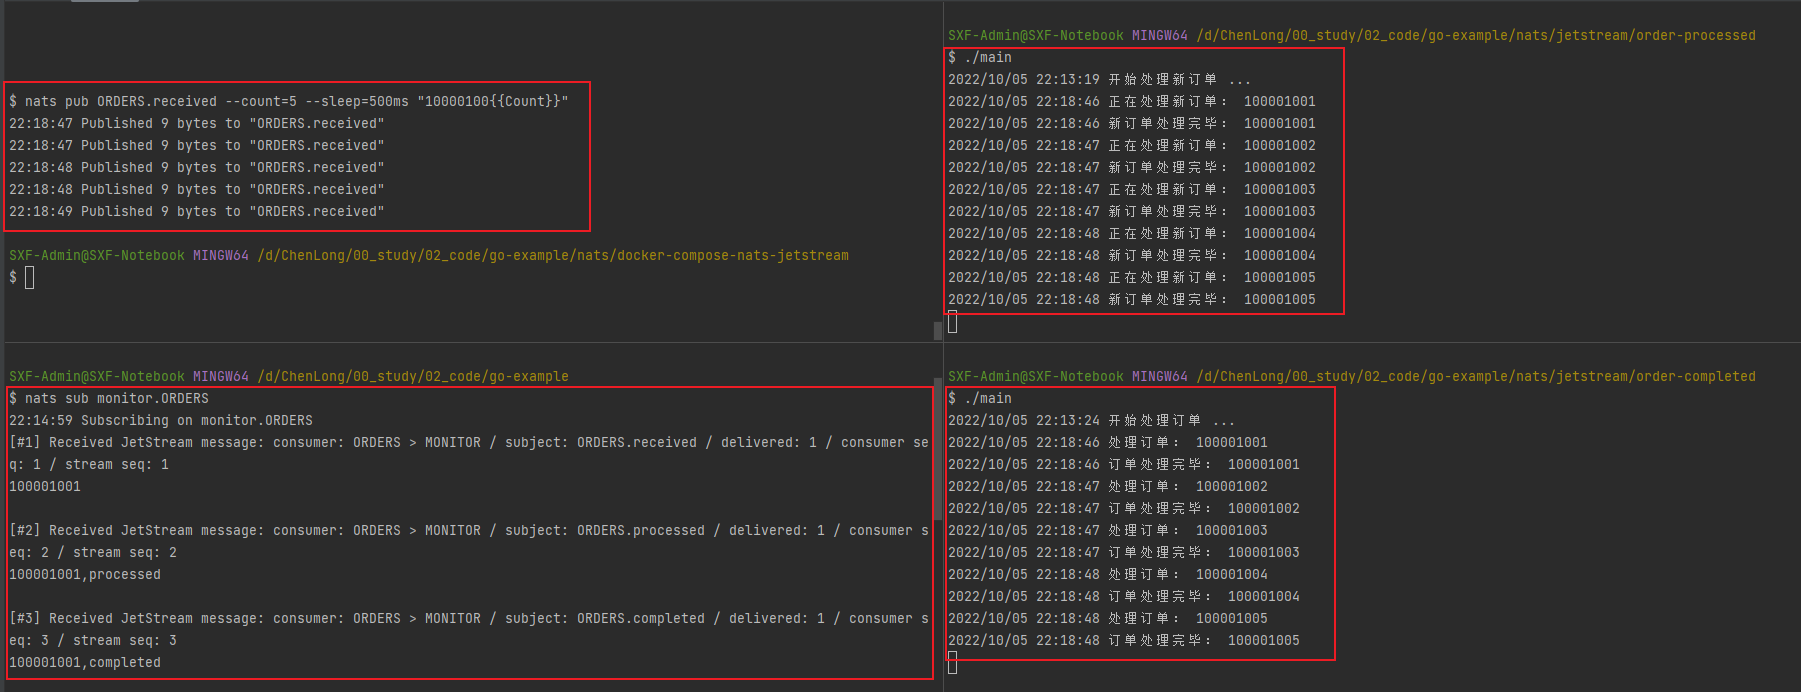 $ nats pub ORDERS.received --count=5 --sleep=500ms "10000100{{Count}}"
22:18:47 Published 9 bytes to "ORDERS.received"
22:18:47 Published 9 bytes to "ORDERS.received"
22:18:48 Published 9 bytes to "ORDERS.received"
22:18:48 Published 9 bytes to "ORDERS.received"
22:18:49 Published 9 bytes to "ORDERS.received"
SXF-Admin@SXF-Notebook MINGW64 /d/ChenLong/00_study/02_code/go-example/nats/docker-compose-nats-jetstream
$
SXF-Admin@SXF-Notebook MINGW64 /d/ChenLong/00_study/02_code/go-example/nats/jetstream/order-processed
$ ./main
2022/10/05 22:13:19 开始处理新订单 ...
2022/10/05 22:18:46 正在处理新订单： 100001001
2022/10/05 22:18:46 新订单处理完毕： 100001001
2022/10/05 22:18:47 正在处理新订单： 100001002
2022/10/05 22:18:47 新订单处理完毕： 100001002
2022/10/05 22:18:47 正在处理新订单： 100001003
2022/10/05 22:18:47 新订单处理完毕： 100001003
2022/10/05 22:18:48 正在处理新订单： 100001004
2022/10/05 22:18:48 新订单处理完毕： 100001004
2022/10/05 22:18:48 正在处理新订单： 100001005
2022/10/05 22:18:48 新订单处理完毕： 100001005
SXF-Admin@SXF-Notebook MINGW64 /d/ChenLong/00_study/02_code/go-example
$ nats sub monitor.ORDERS
22:14:59 Subscribing on monitor.ORDERS
[#1] Received JetStream message: consumer: ORDERS > MONITOR / subject: ORDERS.received / delivered: 1 / consumer se
q: 1 / stream seq: 1
100001001
[#2] Received JetStream message: consumer: ORDERS > MONITOR / subject: ORDERS.processed / delivered: 1 / consumer s
eq: 2 / stream seq: 2
100001001,processed
[#3] Received JetStream message: consumer: ORDERS > MONITOR / subject: ORDERS.completed / delivered: 1 / consumer s
eq: 3 / stream seq: 3
100001001,completed
SXF-Admin@SXF-Notebook MINGW64 /d/ChenLong/00_study/02_code/go-example/nats/jetstream/order-completed
$ ./main
2022/10/05 22:13:24 开始处理订单 ...
2022/10/05 22:18:46 处理订单： 100001001
2022/10/05 22:18:46 订单处理完毕： 100001001
2022/10/05 22:18:47 处理订单： 100001002
2022/10/05 22:18:47 订单处理完毕： 100001002
2022/10/05 22:18:47 处理订单： 100001003
2022/10/05 22:18:47 订单处理完毕： 100001003
2022/10/05 22:18:48 处理订单： 100001004
2022/10/05 22:18:48 订单处理完毕： 100001004
2022/10/05 22:18:48 处理订单： 100001005
2022/10/05 22:18:48 订单处理完毕： 100001005